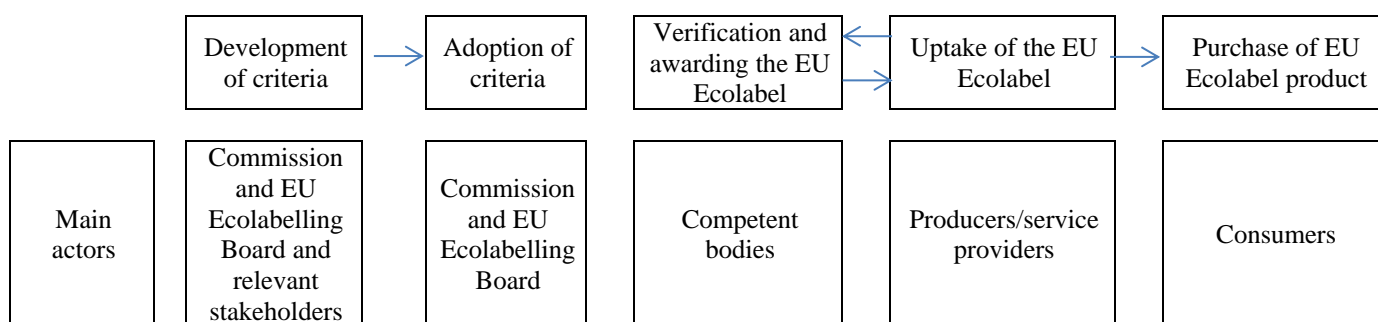 Development
of criteria
Adoption of
criteria
Verification and
awarding the EU
Ecolabel
Uptake of the EU
Ecolabel
Purchase of EU
Ecolabel product
Main
actors
Commission
and EU
Ecolabelling
Board and
relevant
stakeholders
Commission
and EU
Ecolabelling
Board
Competent
bodies
Producers/service
providers
Consumers